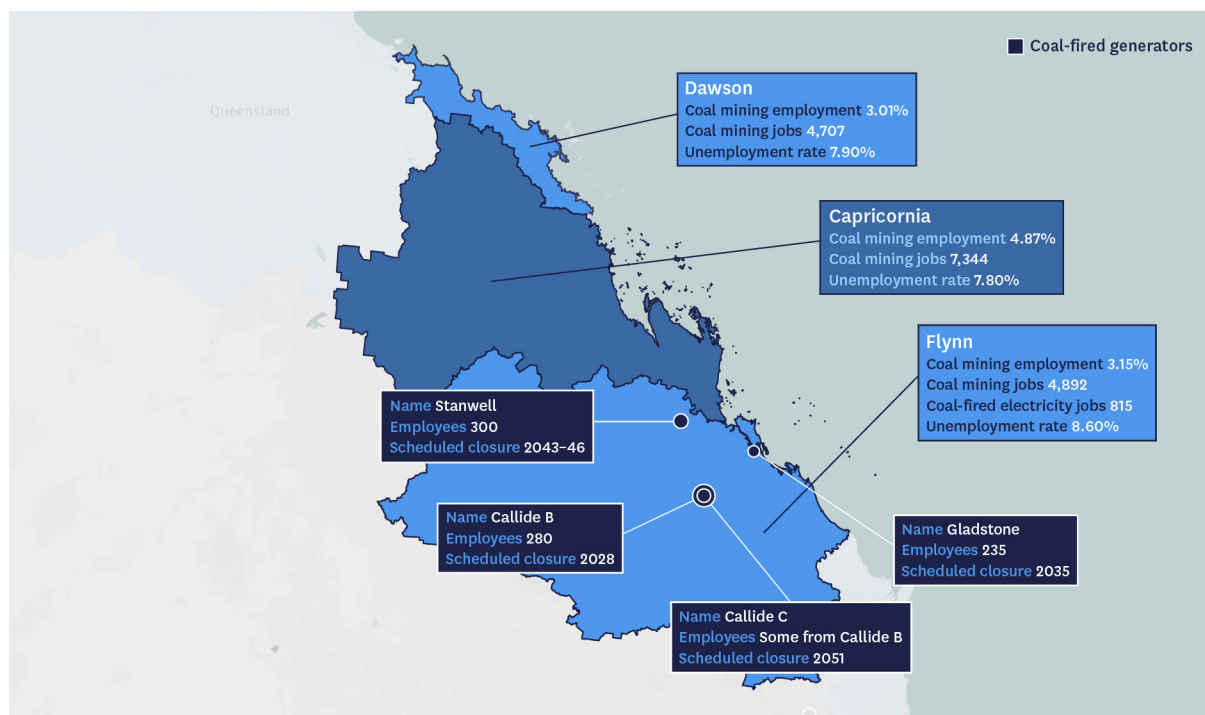 Coal-fired generators
Queensland
Dawson
Coal mining employment 3.01%
Coal mining jobs 4,707
Unemployment rate 7.90%
Capricornia
Coal mining employment 4.87%
Coal mining jobs 7,344
Unemployment rate 7.80%
Flynn
Coal mining employment 3.15%
Coal mining jobs 4,892
Coal-fired electricity jobs 815
Unemployment rate 8.60%
Name Stanwell
Employees 300
Scheduled closure 2043–46
Name Callide B
Employees 280
Scheduled closure 2028
Name Gladstone
Employees 235
Scheduled closure 2035
Name Callide C
Employees Some from Callide B
Scheduled closure 2051